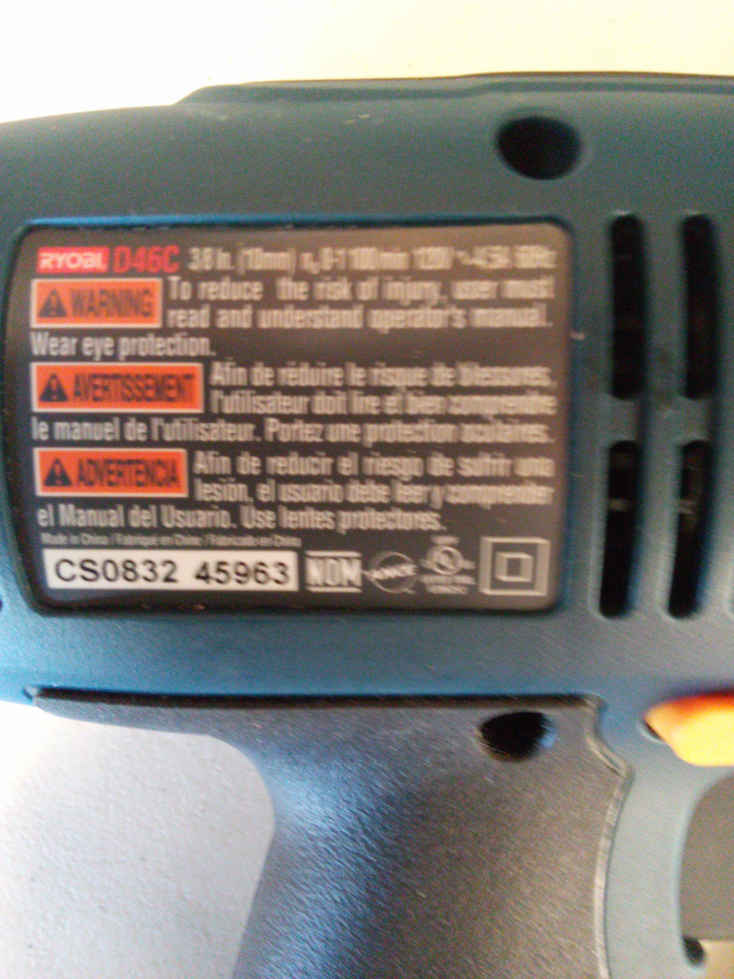 RYOBI D46C 3/8 In. (10mm) n₀ 0-1100/min 120V ~ 4.5A 60Hz
WARNING To reduce the risk of injury, user must
read and understand operator's manual.
Wear eye protection.
AVERTISSEMENT Afin de réduire le risque de blessures,
l'utilisateur doit lire et bien comprendre
le manuel de l'utilisateur. Portez une protection oculaires.
ADVERTENCIA Afin de reducir el riesgo de sufrir una
lesión, el usuario debe leer y comprender
el Manual del Usuario. Use lentes protectores.
Made in China / Fabriqué en Chine / Fabricado en China
CS0832 45963 NOM ANCE